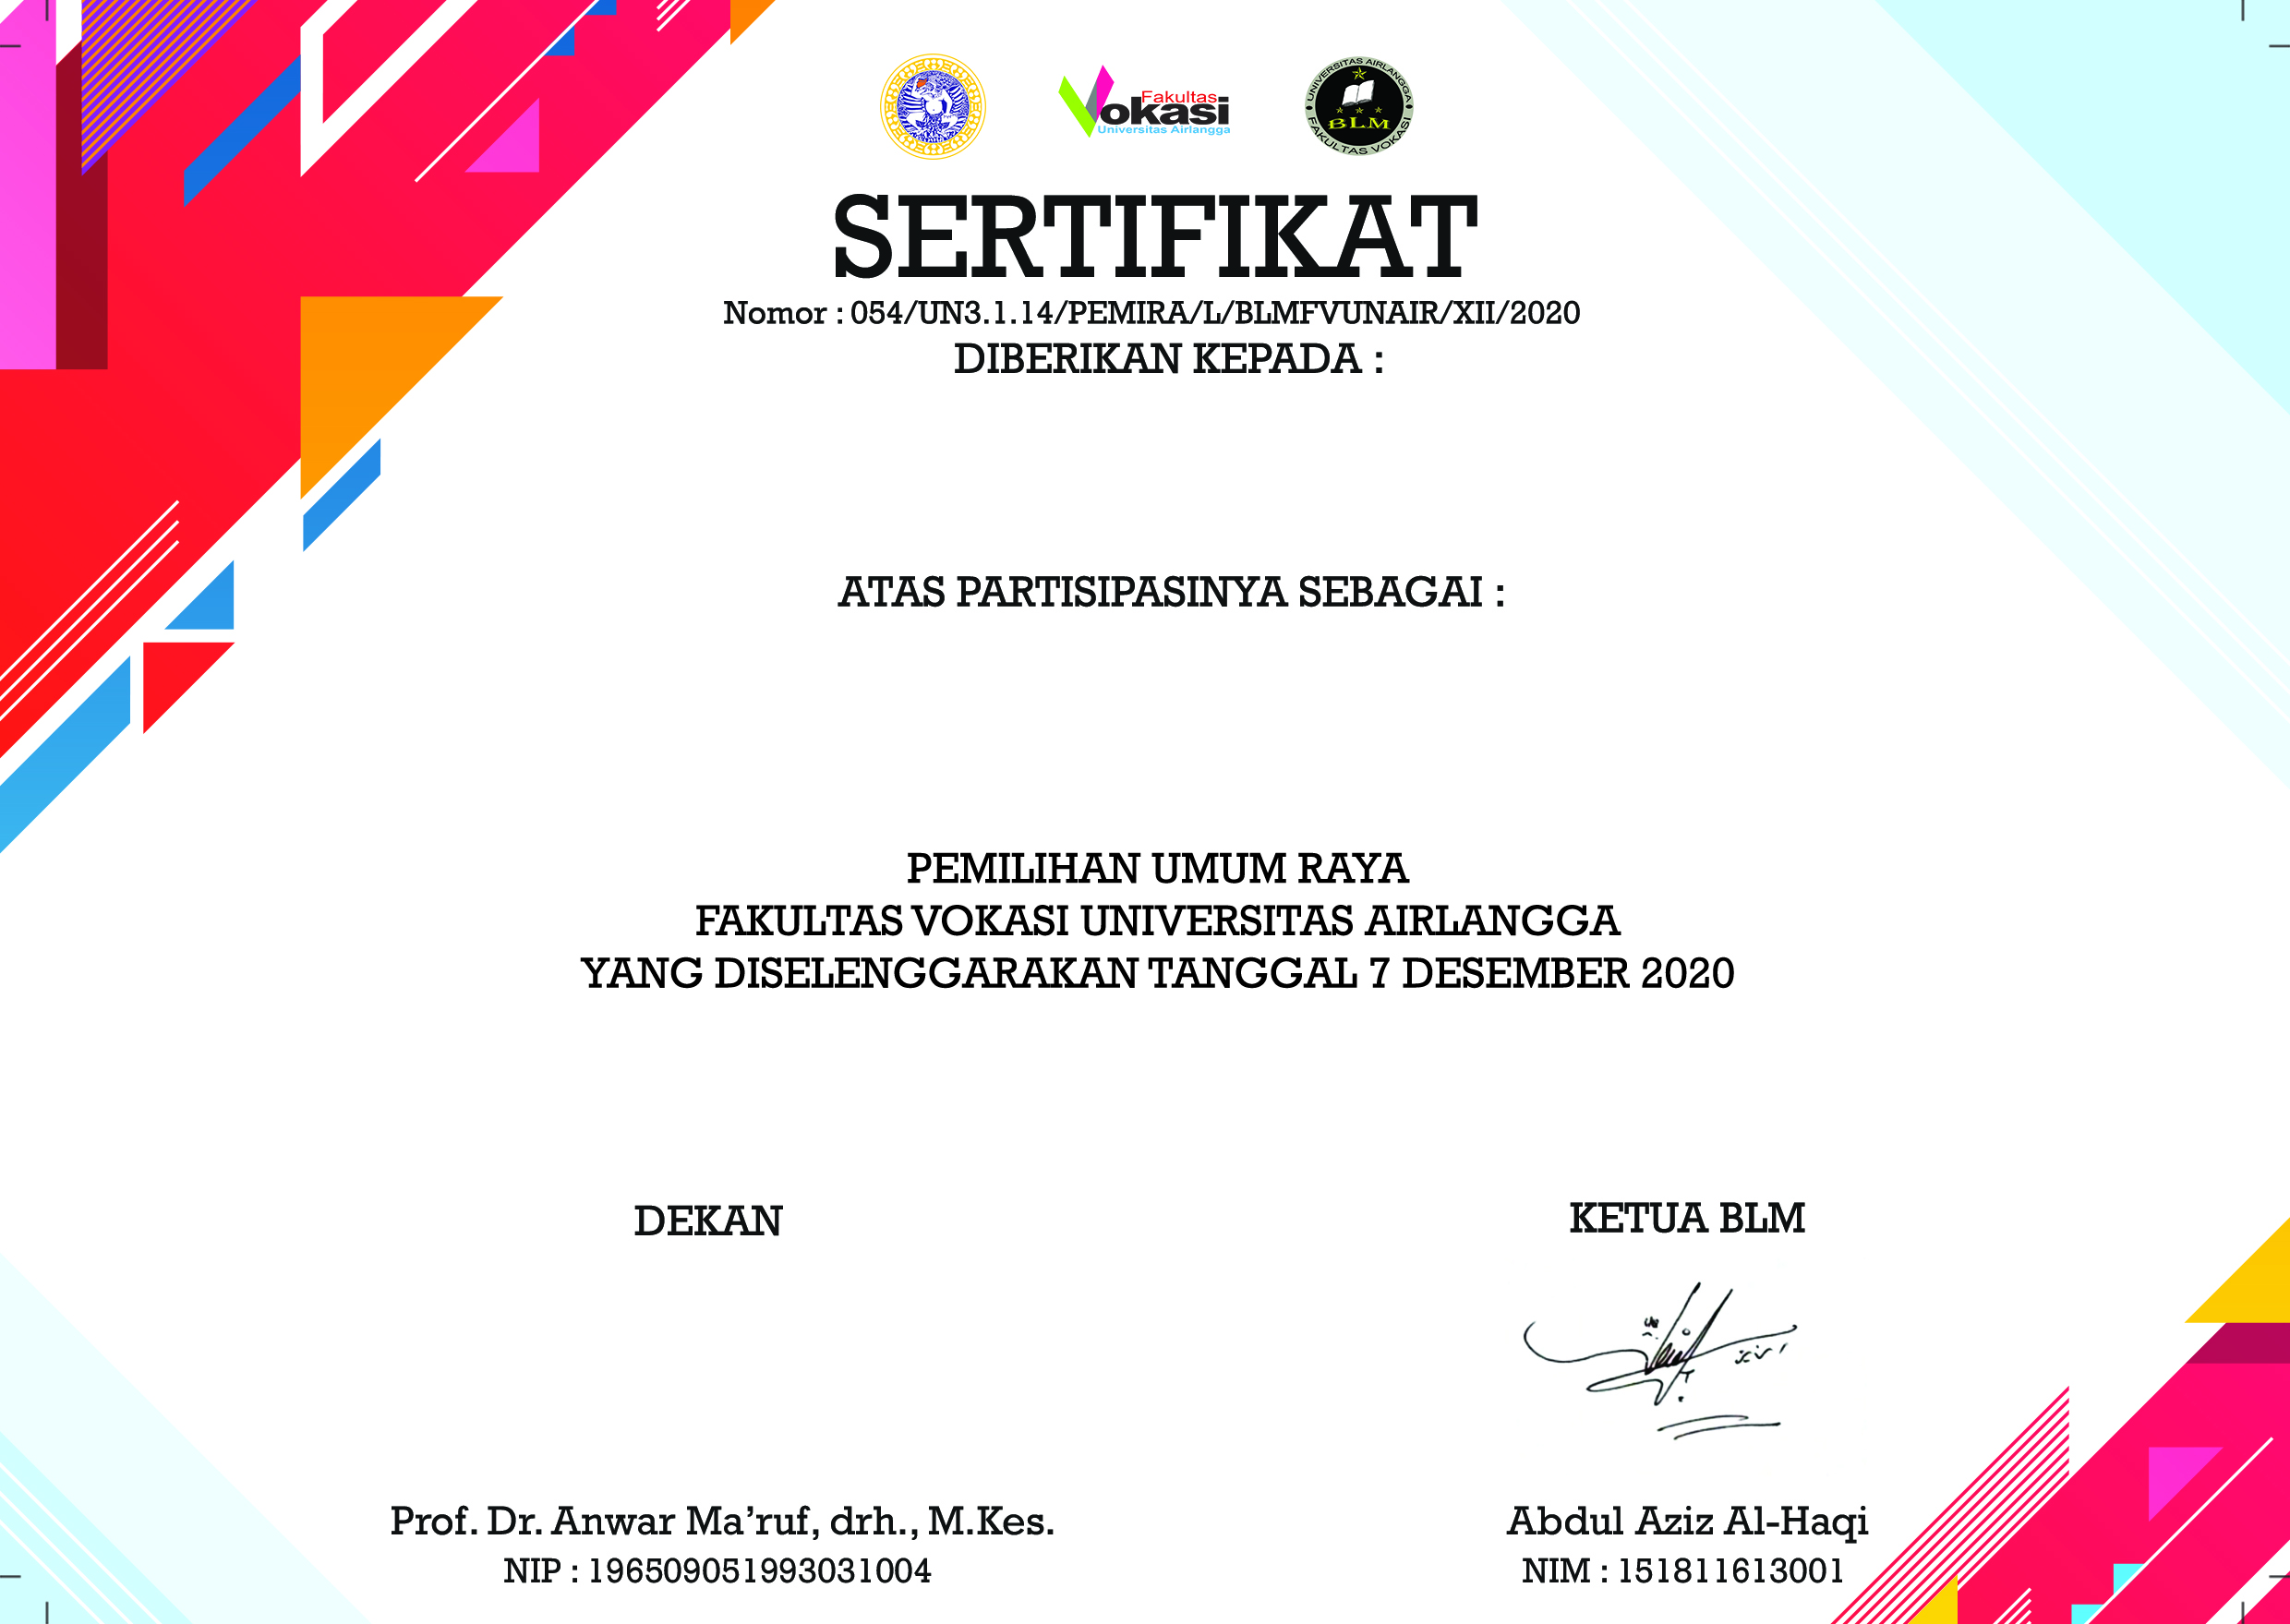 Fakultas
Vokasi
Universitas Airlangga
UNIVERSITAS AIRLANGGA
BLM
FAKULTAS VOKASI
SERTIFIKAT
Nomor : 054/UN3.1.14/PEMIRA/L/BLMFVUNAIR/XII/2020
DIBERIKAN KEPADA :
ATAS PARTISIPASINYA SEBAGAI :
PEMILIHAN UMUM RAYA
FAKULTAS VOKASI UNIVERSITAS AIRLANGGA
YANG DISELENGGARAKAN TANGGAL 7 DESEMBER 2020
DEKAN
KETUA BLM
Prof. Dr. Anwar Ma’ruf, drh., M.Kes.
Abdul Aziz Al-Haqi
NIP : 196509051993031004
NIM : 151811613001